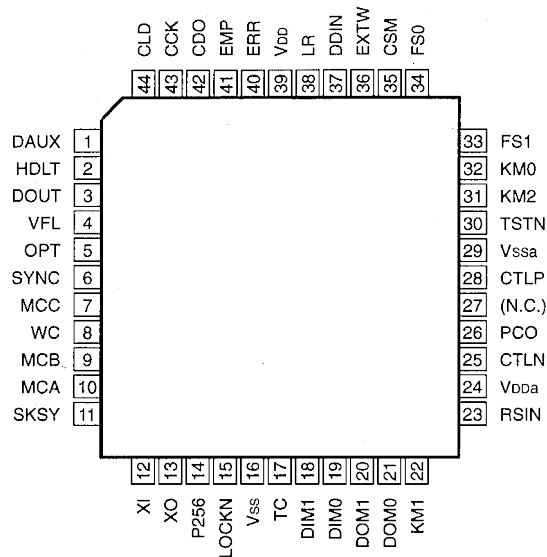 CLD CCK CDO EMP ERR VDD LR DDIN EXTW CSM FS0
44 43 42 41 40 39 38 37 36 35 34
DAUX 1 33 FS1
HDLT 2 32 KM0
DOUT 3 31 KM2
VFL 4 30 TSTN
OPT 5 29 Vssa
SYNC 6 28 CTLP
MCC 7 27 (N.C.)
WC 8 26 PCO
MCB 9 25 CTLN
MCA 10 24 VDDa
SKSY 11 23 RSIN
12 13 14 15 16 17 18 19 20 21 22
XI XO P256 LOCKN Vss TC DIM1 DIM0 DOM1 DOM0 KM1